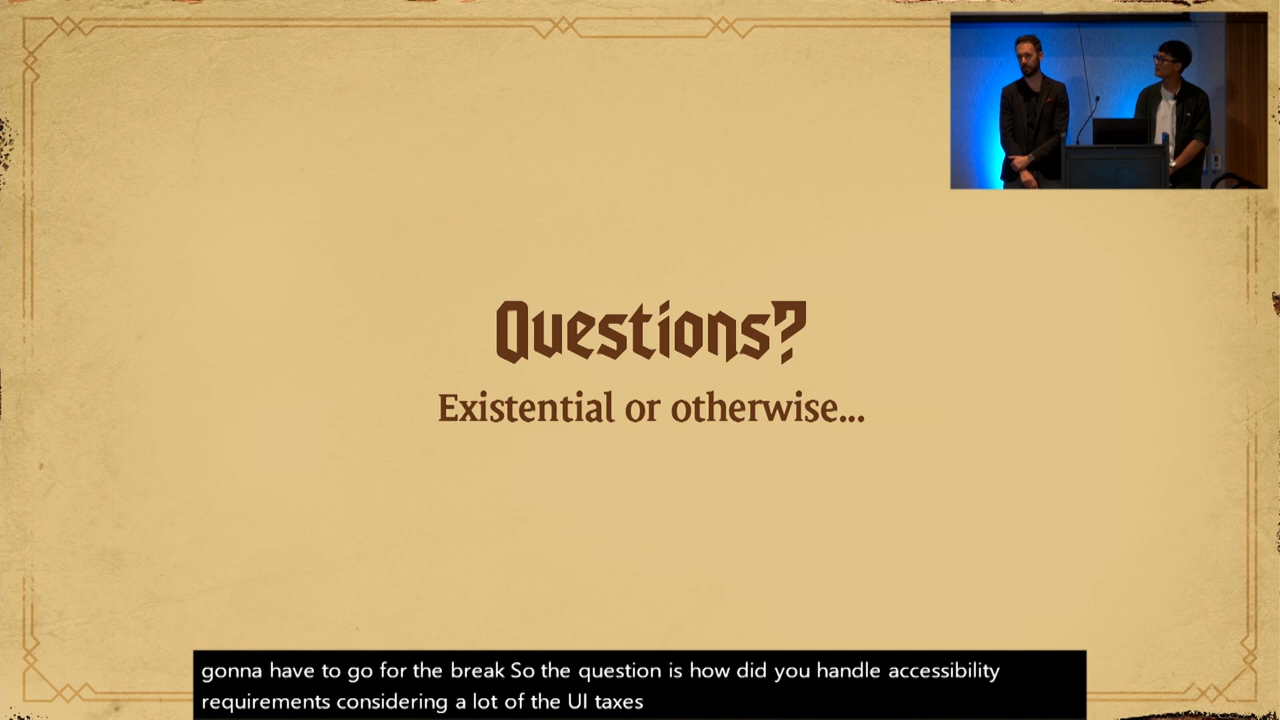 Questions?
Existential or otherwise...
gonna have to go for the break So the question is how did you handle accessibility
requirements considering a lot of the UI taxes